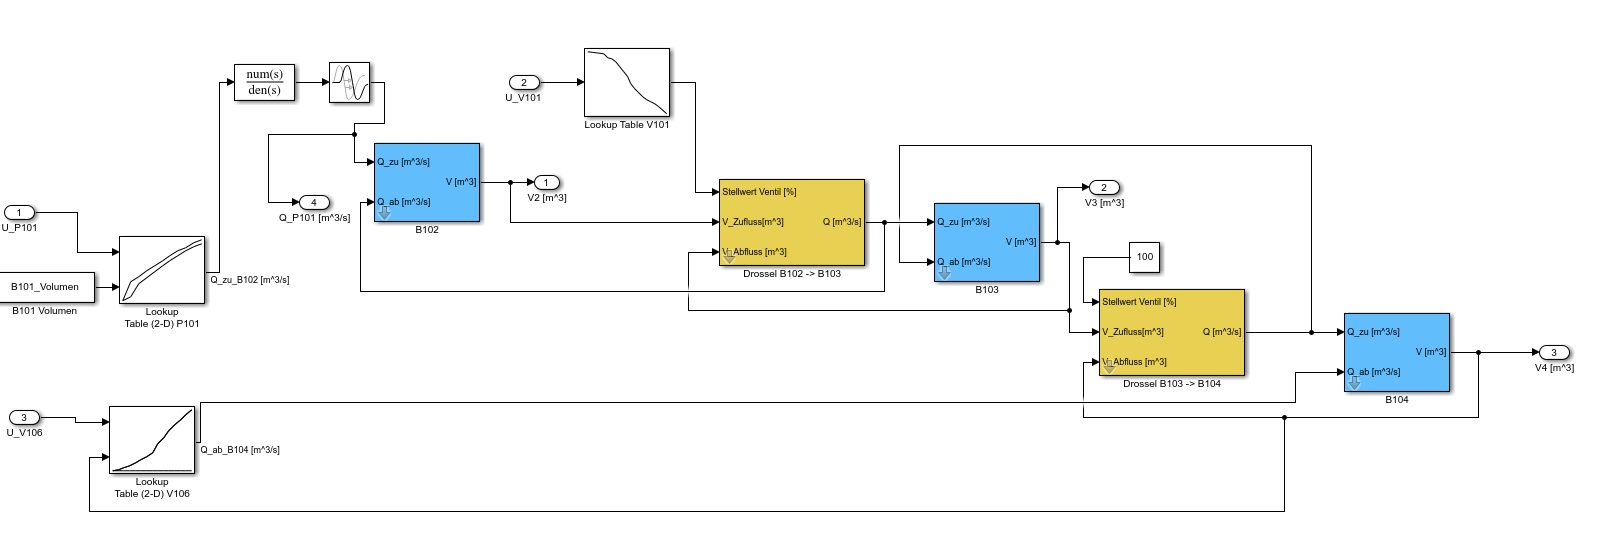 num(s)
den(s)
2
U_V101
Lookup Table V101
Q_zu [m^3/s]
V [m^3]
Q_ab [m^3/s]
B102
1
V2 [m^3]
4
Q_P101 [m^3/s]
1
U_P101
B101_Volumen
B101 Volumen
Lookup
Table (2-D) P101
Q_zu_B102 [m^3/s]
Stellwert Ventil [%]
V_Zufluss[m^3]
Q [m^3/s]
V_Abfluss [m^3]
Drossel B102 -> B103
Q_zu [m^3/s]
V [m^3]
Q_ab [m^3/s]
B103
2
V3 [m^3]
100
Stellwert Ventil [%]
V_Zufluss[m^3]
Q [m^3/s]
V_Abfluss [m^3]
Drossel B103 -> B104
Q_zu [m^3/s]
V [m^3]
Q_ab [m^3/s]
B104
3
V4 [m^3]
3
U_V106
Q_ab_B104 [m^3/s]
Lookup
Table (2-D) V106